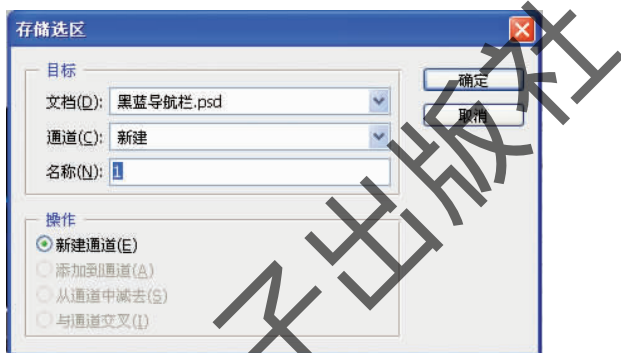 存储选区
目标
文档(D): 黑蓝导航栏.psd
确定
通道(C): 新建
取消
名称(N): 1
操作
新建通道(E)
添加到通道(A)
从通道中减去(S)
与通道交叉(I)
子出版社